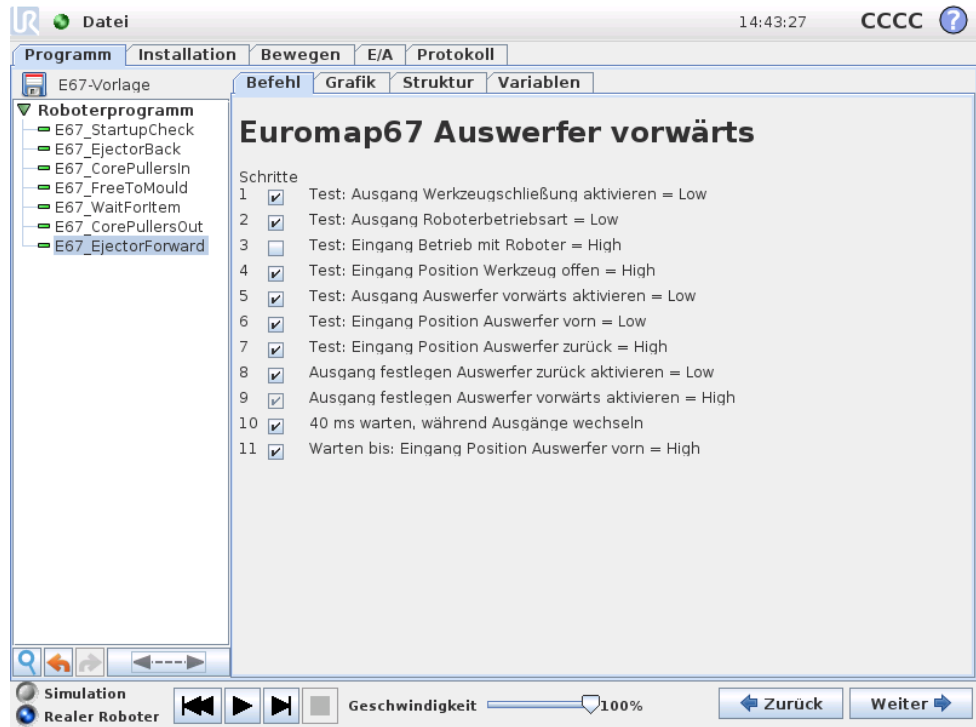 UR Datei 14:43:27 CCCC ?
Programm Installation Bewegen E/A Protokoll
E67-Vorlage
Befehl Grafik Struktur Variablen
Roboterprogramm
E67_StartupCheck
E67_EjectorBack
E67_CorePullersIn
E67_FreeToMould
E67_WaitForItem
E67_CorePullersOut
E67_EjectorForward
Euromap67 Auswerfer vorwärts
Schritte
1 Test: Ausgang Werkzeugschließung aktivieren = Low
2 Test: Ausgang Roboterbetriebsart = Low
3 Test: Eingang Betrieb mit Roboter = High
4 Test: Eingang Position Werkzeug offen = High
5 Test: Ausgang Auswerfer vorwärts aktivieren = Low
6 Test: Eingang Position Auswerfer vorn = Low
7 Test: Eingang Position Auswerfer zurück = High
8 Ausgang festlegen Auswerfer zurück aktivieren = Low
9 Ausgang festlegen Auswerfer vorwärts aktivieren = High
10 40 ms warten, während Ausgänge wechseln
11 Warten bis: Eingang Position Auswerfer vorn = High
Simulation
Realer Roboter
Geschwindigkeit 100%
Zurück Weiter